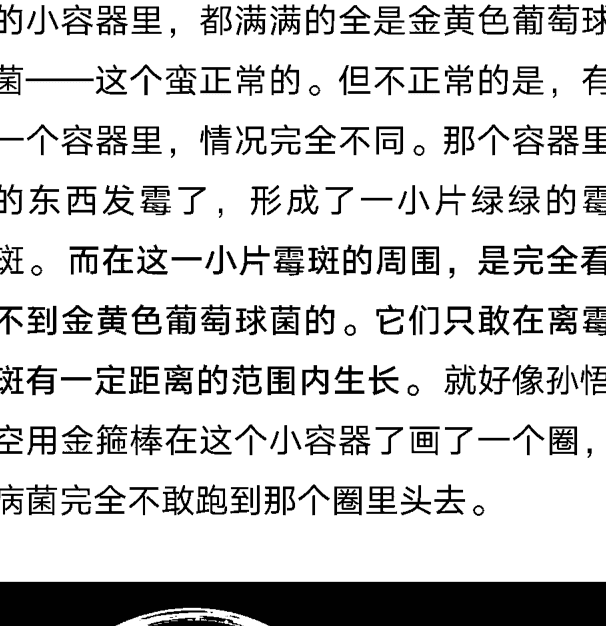 的小容器里，都满满的全是金黄色葡萄球
菌——这个蛮正常的。但不正常的是，有
一个容器里，情况完全不同。那个容器里
的东西发霉了，形成了一小片绿绿的霉
斑。而在这一小片霉斑的周围，是完全看
不到金黄色葡萄球菌的。它们只敢在离霉
斑有一定距离的范围内生长。就好像孙悟
空用金箍棒在这个小容器了画了一个圈，
病菌完全不敢跑到那个圈里头去。